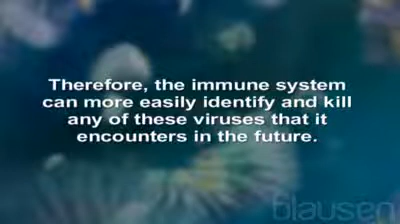 Therefore, the immune system
can more easily identify and kill
any of these viruses that it
encounters in the future.
blausen